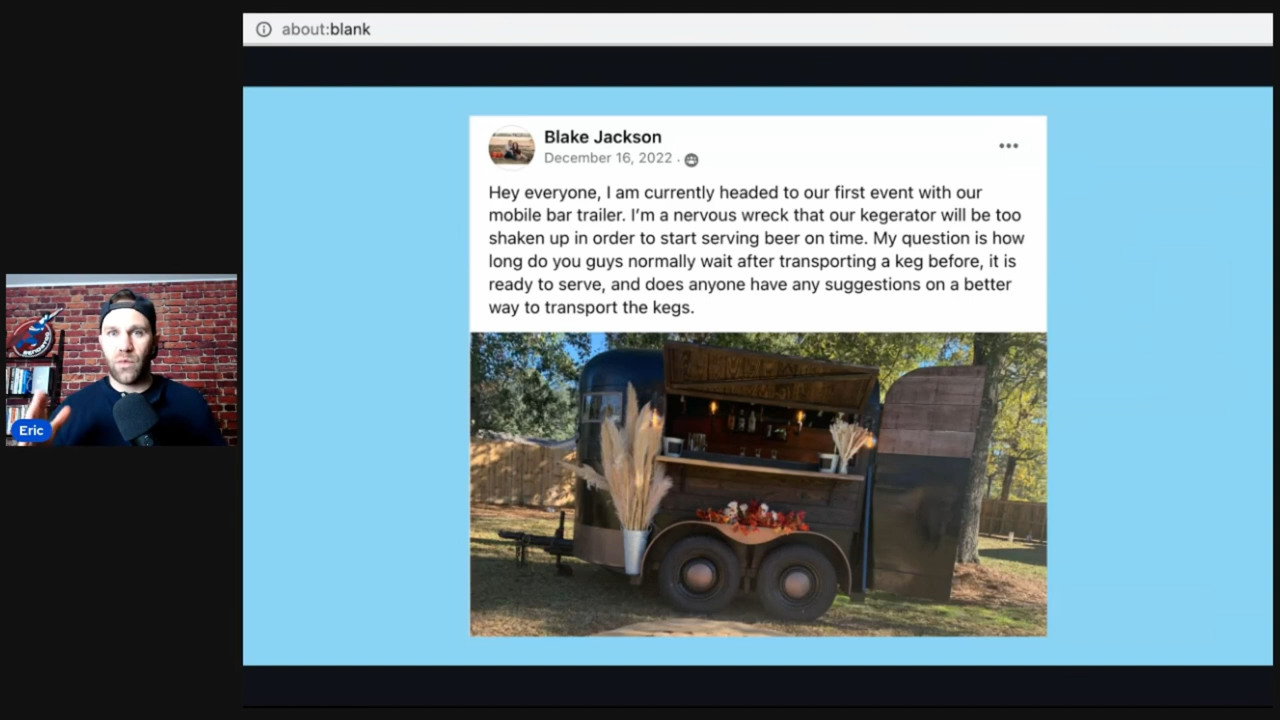 about:blank
Blake Jackson
December 16, 2022 ·
Hey everyone, I am currently headed to our first event with our
mobile bar trailer. I'm a nervous wreck that our kegerator will be too
shaken up in order to start serving beer on time. My question is how
long do you guys normally wait after transporting a keg before, it is
ready to serve, and does anyone have any suggestions on a better
way to transport the kegs.
Eric